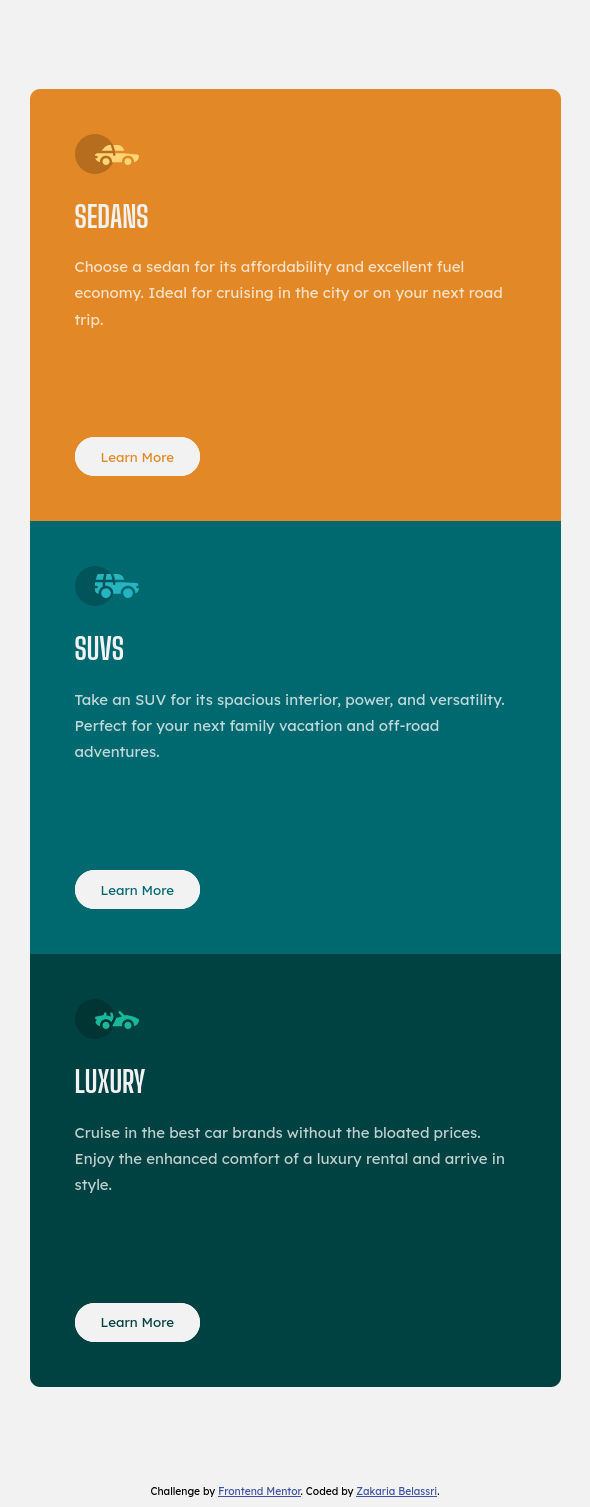 SEDANS
Choose a sedan for its affordability and excellent fuel
economy. Ideal for cruising in the city or on your next road
trip.
Learn More
SUVS
Take an SUV for its spacious interior, power, and versatility.
Perfect for your next family vacation and off-road
adventures.
Learn More
LUXURY
Cruise in the best car brands without the bloated prices.
Enjoy the enhanced comfort of a luxury rental and arrive in
style.
Learn More
Challenge by Frontend Mentor. Coded by Zakaria Belassri.